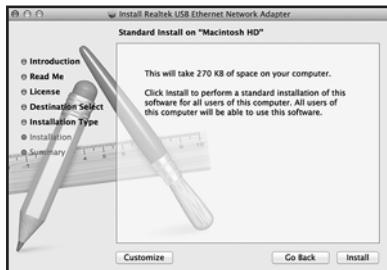 Install Realtek USB Ethernet Network Adapter
Standard Install on "Macintosh HD"
Introduction
Read Me
License
Destination Select
Installation Type
Installation
Summary
This will take 270 KB of space on your computer.
Click Install to perform a standard installation of this
software for all users of this computer. All users of
this computer will be able to use this software.
Customize
Go Back
Install